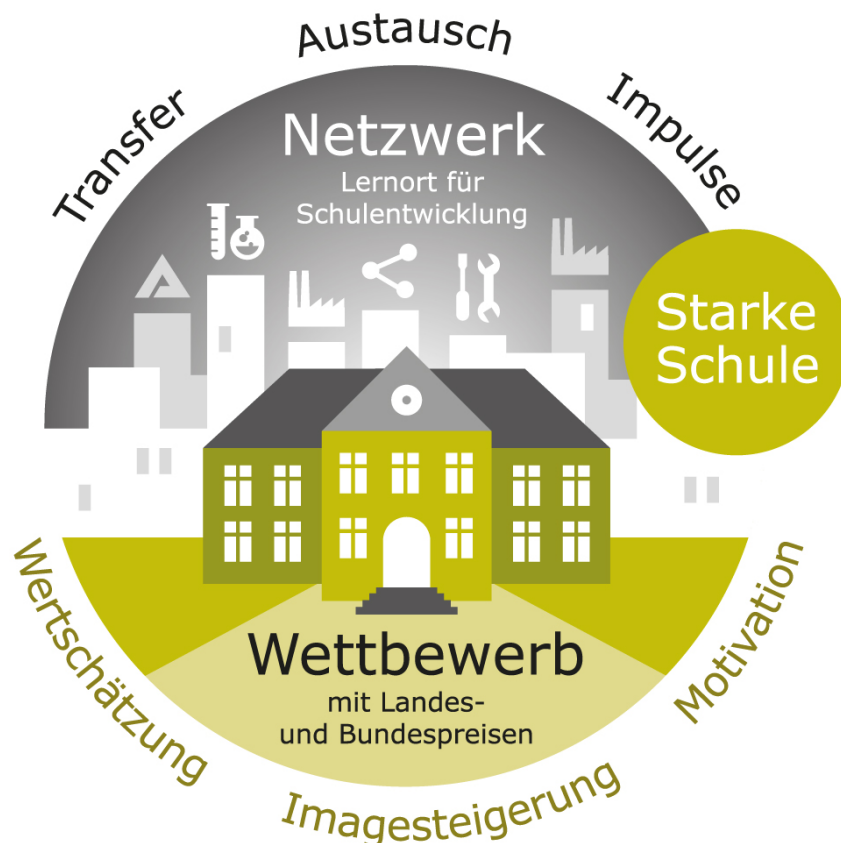 Transfer
Austausch
Impulse
Netzwerk
Lernort für
Schulentwicklung
Starke
Schule
Wettbewerb
mit Landes-
und Bundespreisen
Wertschätzung
Imagesteigerung
Motivation